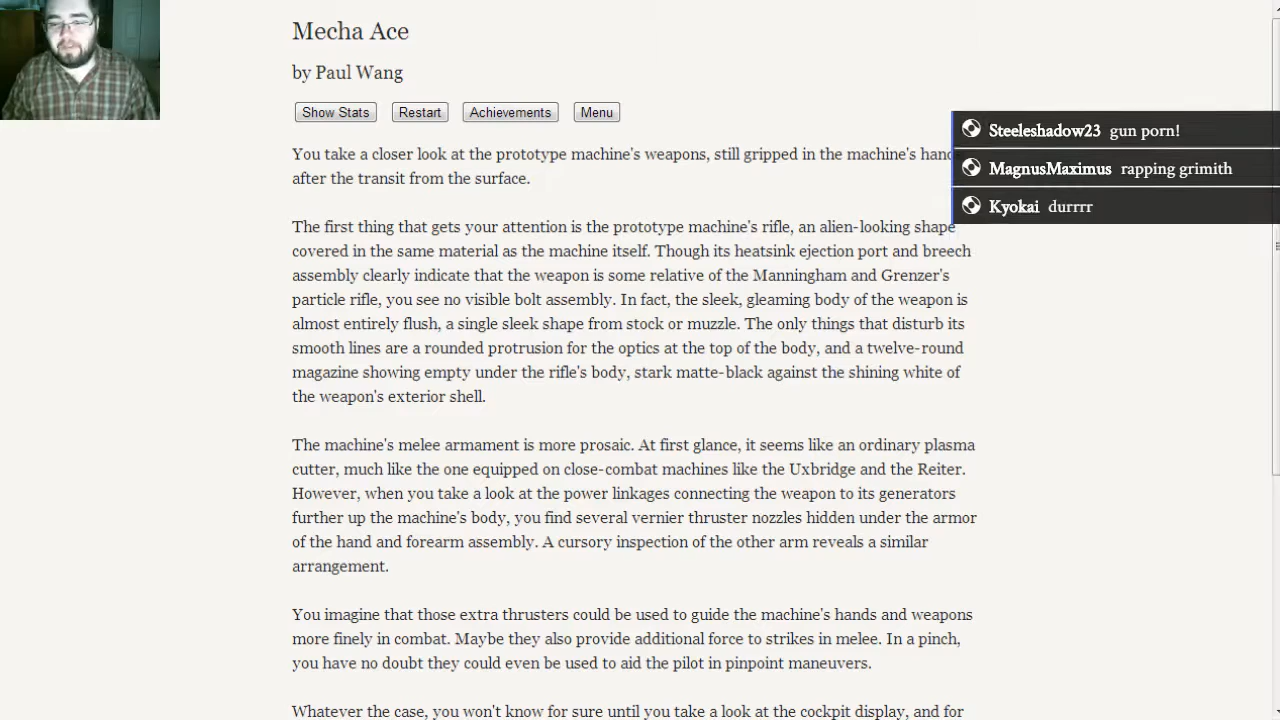 Mecha Ace
by Paul Wang
Show Stats Restart Achievements Menu
You take a closer look at the prototype machine's weapons, still gripped in the machine's hand
after the transit from the surface.
The first thing that gets your attention is the prototype machine's rifle, an alien-looking shape
covered in the same material as the machine itself. Though its heatsink ejection port and breech
assembly clearly indicate that the weapon is some relative of the Manningham and Grenzer's
particle rifle, you see no visible bolt assembly. In fact, the sleek, gleaming body of the weapon is
almost entirely flush, a single sleek shape from stock or muzzle. The only things that disturb its
smooth lines are a rounded protrusion for the optics at the top of the body, and a twelve-round
magazine showing empty under the rifle's body, stark matte-black against the shining white of
the weapon's exterior shell.
The machine's melee armament is more prosaic. At first glance, it seems like an ordinary plasma
cutter, much like the one equipped on close-combat machines like the Uxbridge and the Reiter.
However, when you take a look at the power linkages connecting the weapon to its generators
further up the machine's body, you find several vernier thruster nozzles hidden under the armor
of the hand and forearm assembly. A cursory inspection of the other arm reveals a similar
arrangement.
You imagine that those extra thrusters could be used to guide the machine's hands and weapons
more finely in combat. Maybe they also provide additional force to strikes in melee. In a pinch,
you have no doubt they could even be used to aid the pilot in pinpoint maneuvers.
Whatever the case, you won't know for sure until you take a look at the cockpit display, and for
Steeleshadow23 gun porn!
MagnusMaximus rapping grimith
Kyokai durrrr